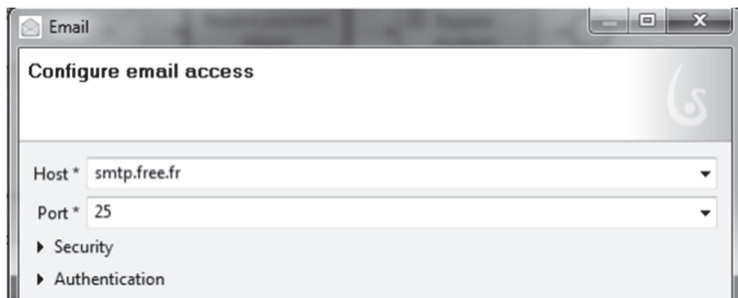 Email
Configure email access
Host * smtp.free.fr
Port * 25
Security
Authentication